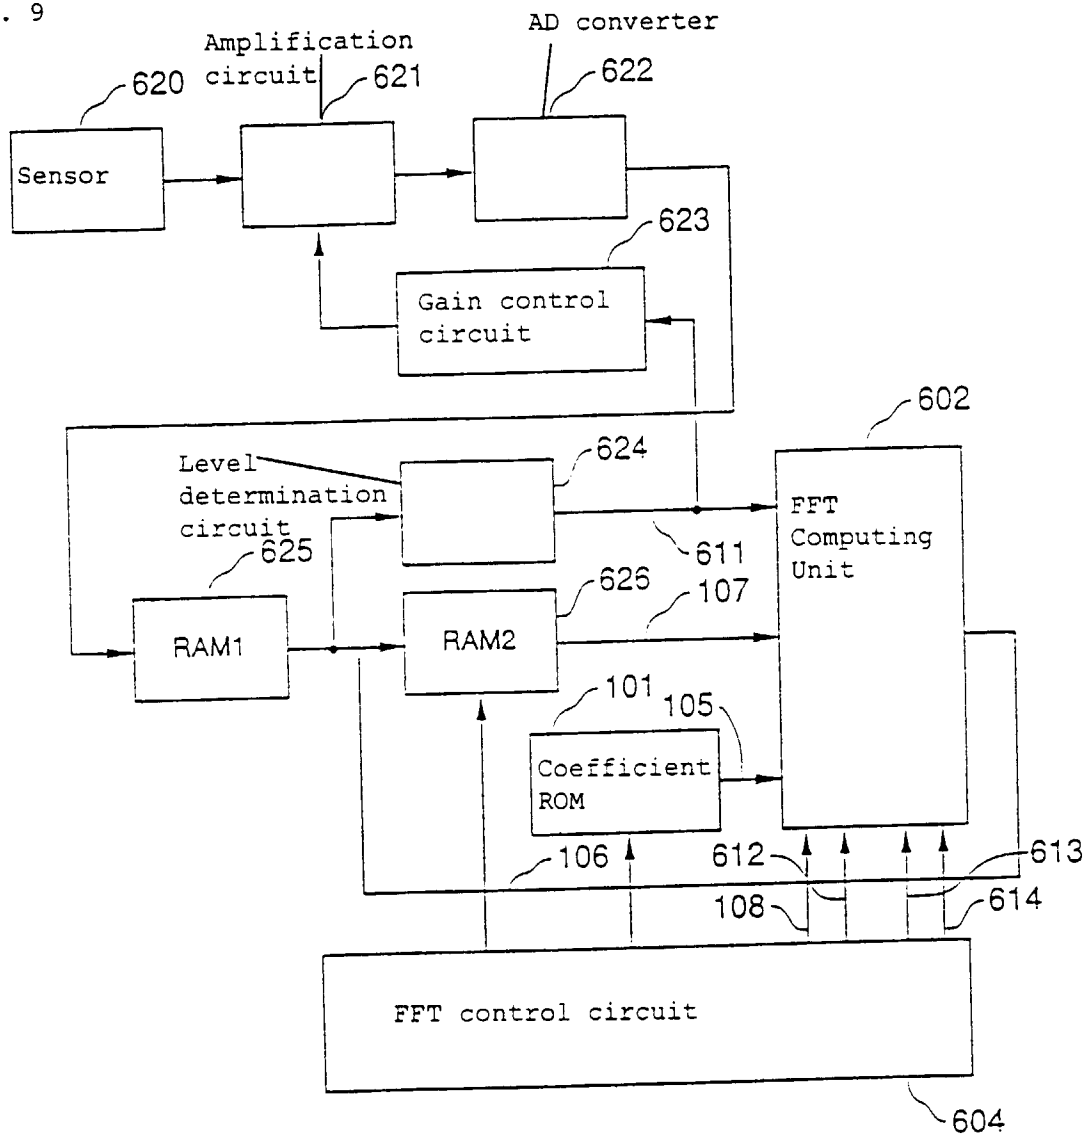 . 9
AD converter
Amplification
circuit
620
621
622
Sensor
623
Gain control
circuit
602
624
Level
determination
circuit
FFT
Computing
Unit
611
625
626
107
RAM1
RAM2
101
105
Coefficient
ROM
106
612
613
108
614
FFT control circuit
604